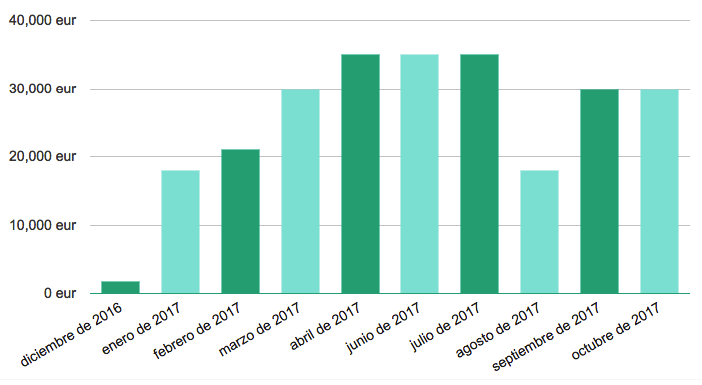 40,000 eur
30,000 eur
20,000 eur
10,000 eur
0 eur
diciembre de 2016
enero de 2017
febrero de 2017
marzo de 2017
abril de 2017
junio de 2017
julio de 2017
agosto de 2017
septiembre de 2017
octubre de 2017